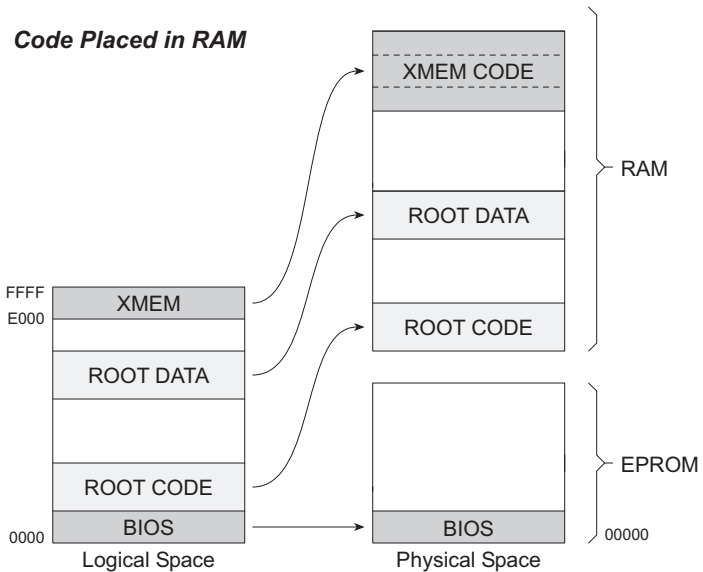 Code Placed in RAM
XMEM CODE
RAM
ROOT DATA
ROOT CODE
FFFF
XMEM
E000
ROOT DATA
ROOT CODE
BIOS
0000
Logical Space
EPROM
BIOS
00000
Physical Space